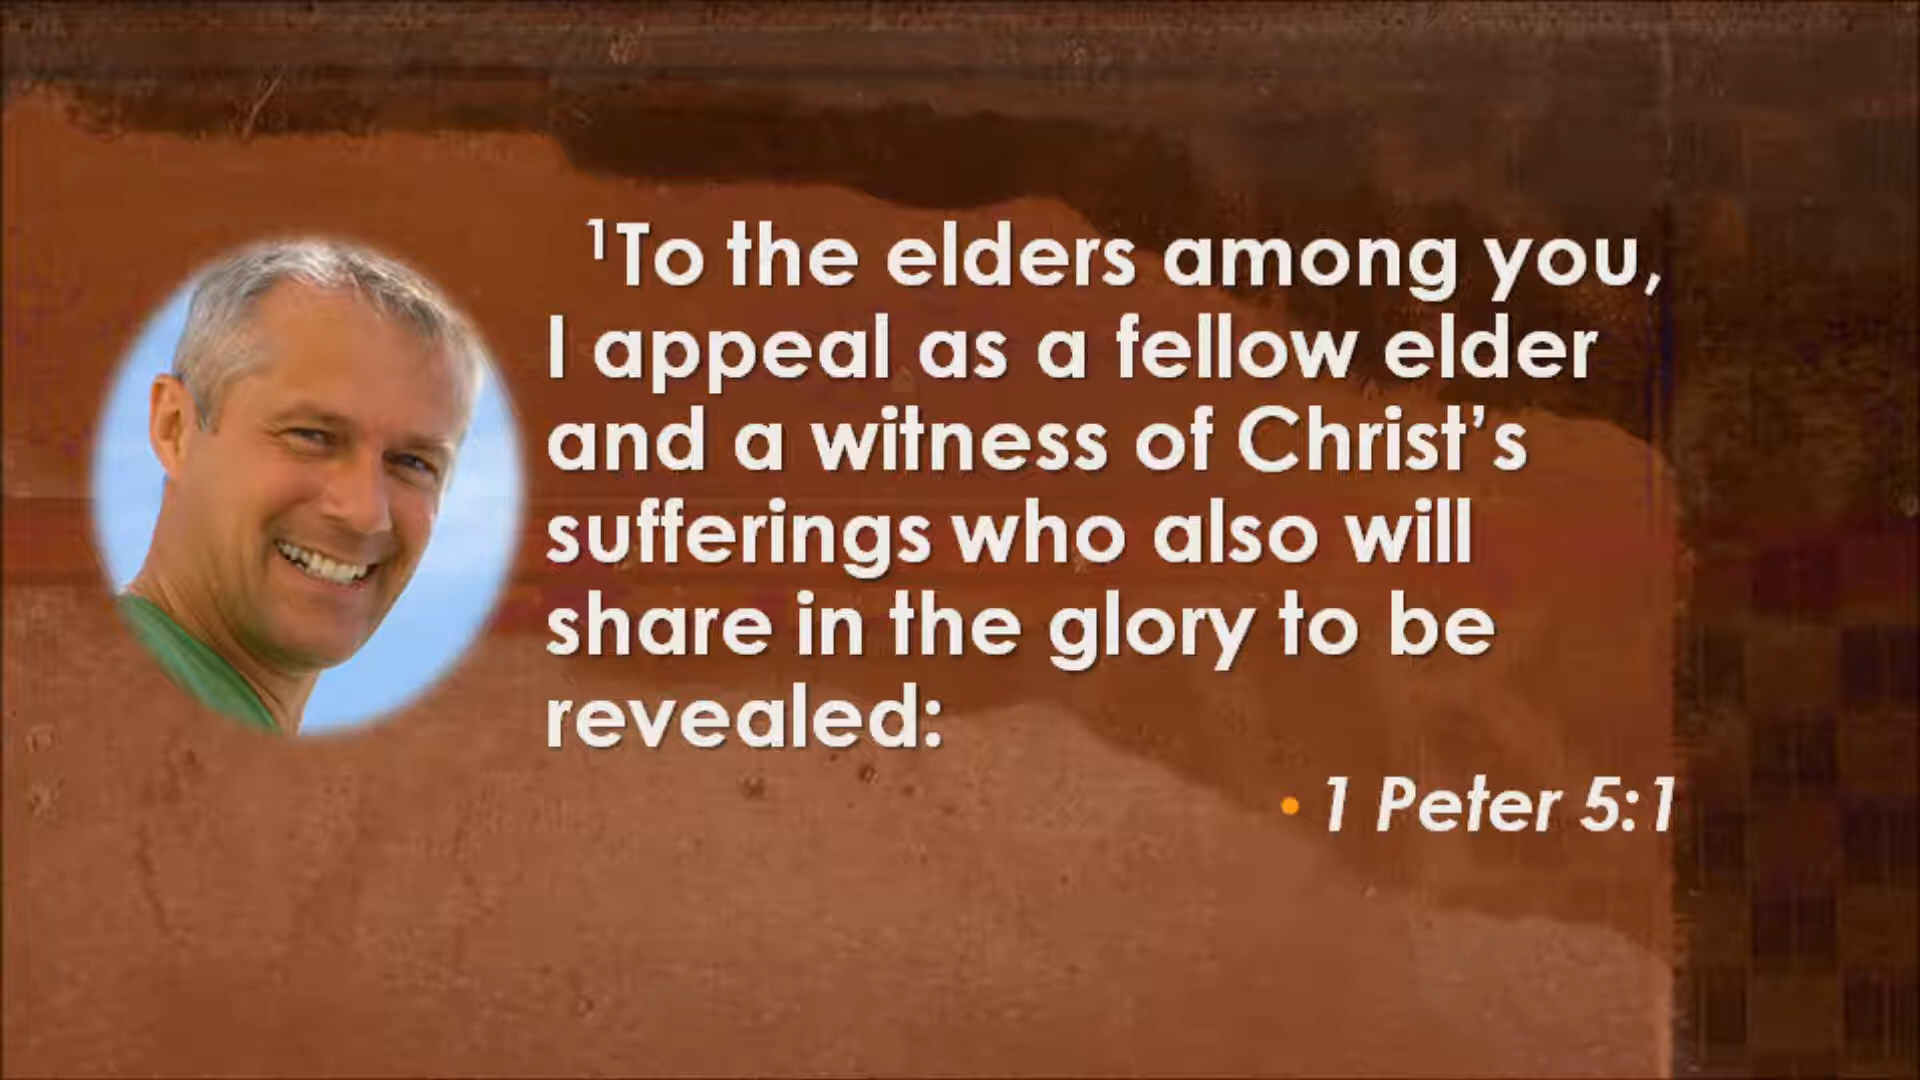 ¹To the elders among you,
I appeal as a fellow elder
and a witness of Christ’s
sufferings who also will
share in the glory to be
revealed:
• 1 Peter 5:1